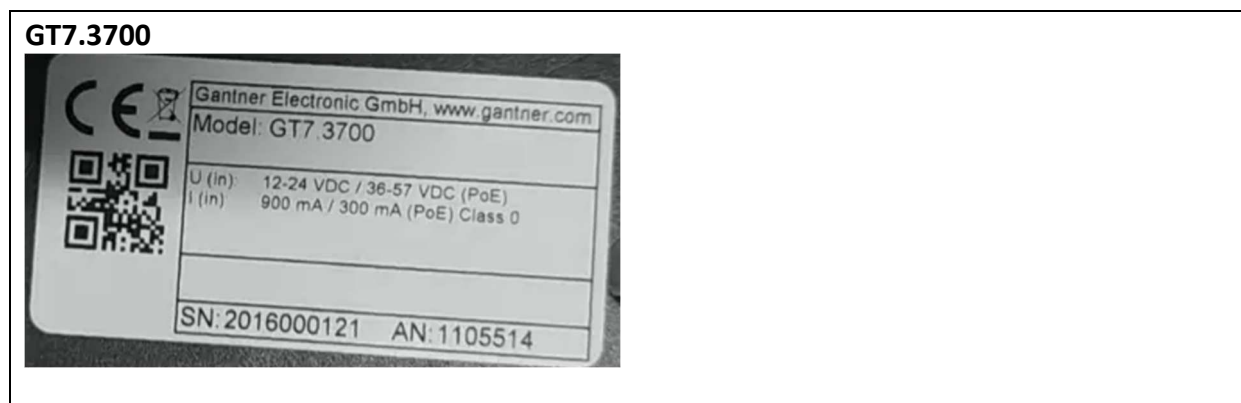 GT7.3700
CE
Gantner Electronic GmbH, www.gantner.com
Model: GT7.3700
U (in): 12-24 VDC / 36-57 VDC (PoE)
I (in) 900 mA / 300 mA (PoE) Class 0
SN:2016000121 AN:1105514